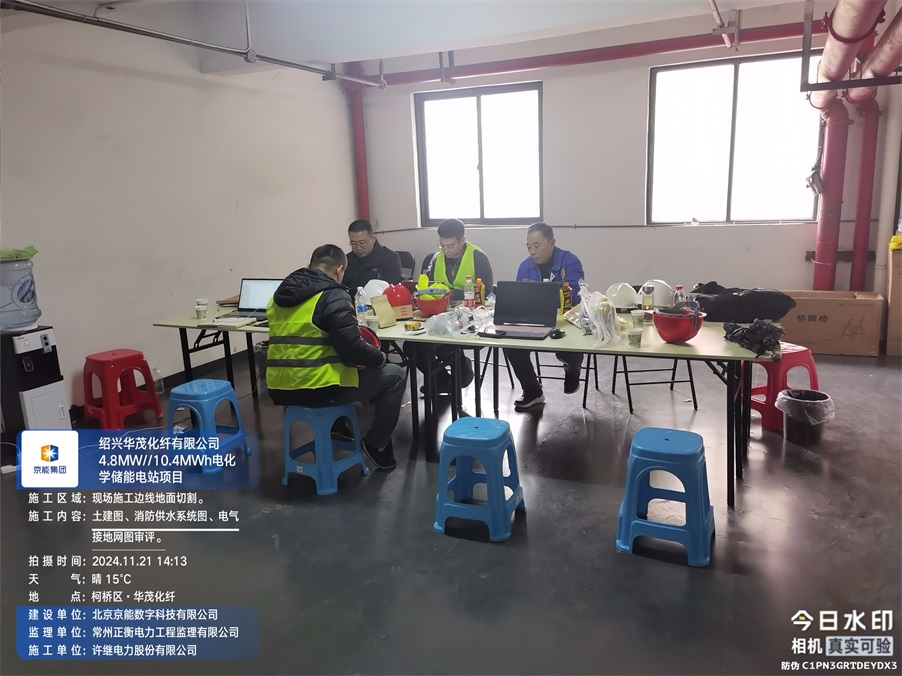 绍兴华茂化纤有限公司
4.8MW//10.4MWh电化
学储能电站项目
京能集团
施工区域：现场施工边线地面切割。
施工内容：土建图、消防供水系统图、电气
接地网图审评。
拍摄时间：2024.11.21 14:13
天气：晴 15℃
地点：柯桥区·华茂化纤
建设单位：北京京能数字科技有限公司
监理单位：常州正衡电力工程监理有限公司
施工单位：许继电力股份有限公司
桥牌椅
今日水印
相机 真实可验
防伪 C1PN3GRTDEYDX3